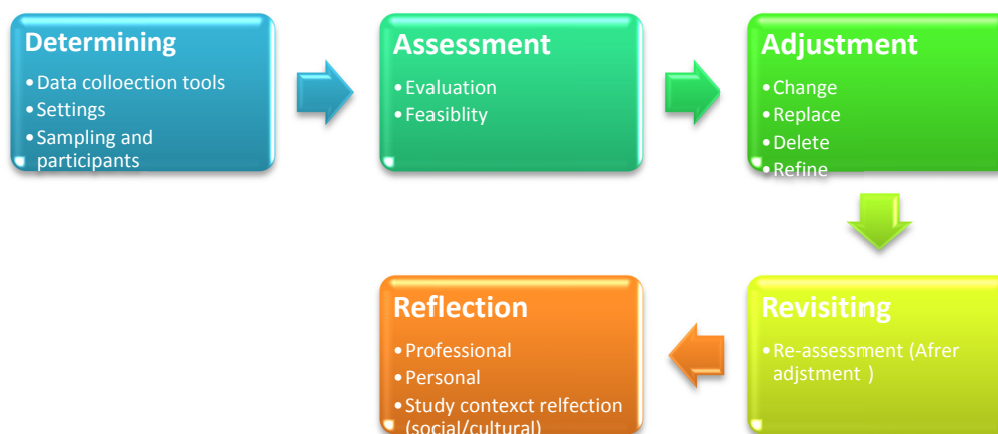 Determining
•Data colloection tools
•Settings
•Sampling and
participants
Assessment
•Evaluation
•Feasiblity
Adjustment
•Change
•Replace
•Delete
•Refine
Revisiting
•Re-assessment (Afrer
adjstment )
Reflection
•Professional
•Personal
•Study contexct relfection
(social/cultural)